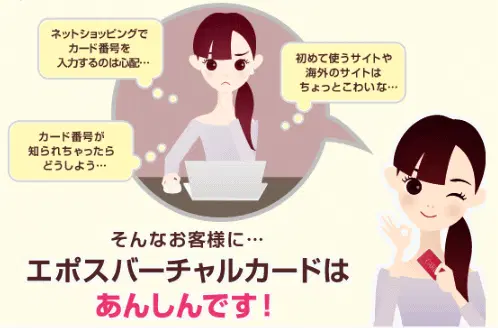 ネットショッピングで
カード番号を
入力するのは心配…
初めて使うサイトや
海外のサイトは
ちょっとこわいな…
カード番号が
知られちゃったら
どうしよう…
そんなお客様に…
エポスバーチャルカードは
あんしんです！